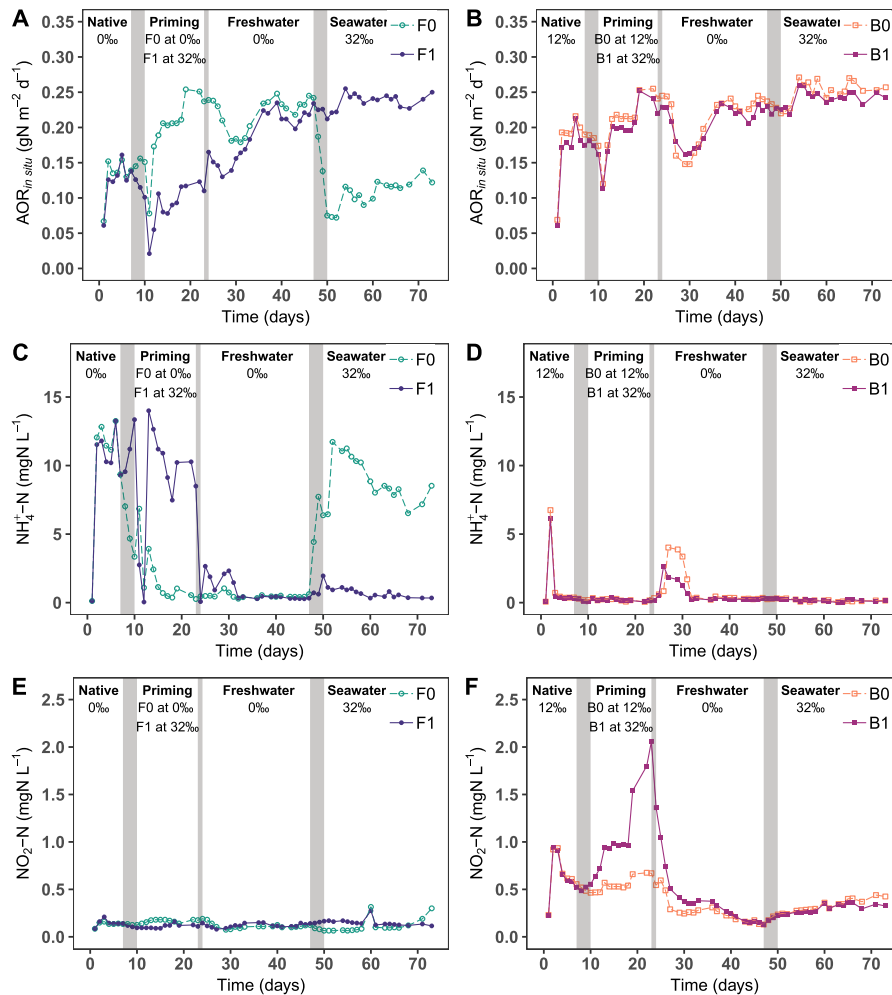 A
Native
Priming
Freshwater
Seawater
F0
0‰
F0 at 0‰
0‰
32‰
F1 at 32‰
F1
0.35
0.30
0.25
0.20
0.15
0.10
0.05
0.00
AOR in situ (gN m−2 d−1)
0 10 20 30 40 50 60 70
Time (days)
B
Native
Priming
Freshwater
Seawater
B0
12‰
B0 at 12‰
0‰
32‰
B1 at 32‰
B1
0.35
0.30
0.25
0.20
0.15
0.10
0.05
0.00
AOR in situ (gN m−2 d−1)
0 10 20 30 40 50 60 70
Time (days)
C
Native
Priming
Freshwater
Seawater
F0
0‰
F0 at 0‰
0‰
32‰
F1 at 32‰
F1
15
10
5
0
NH4+−N (mgN L−1)
0 10 20 30 40 50 60 70
Time (days)
D
Native
Priming
Freshwater
Seawater
B0
12‰
B0 at 12‰
0‰
32‰
B1 at 32‰
B1
15
10
5
0
NH4+−N (mgN L−1)
0 10 20 30 40 50 60 70
Time (days)
E
Native
Priming
Freshwater
Seawater
F0
0‰
F0 at 0‰
0‰
32‰
F1 at 32‰
F1
2.5
2.0
1.5
1.0
0.5
0.0
NO2−N (mgN L−1)
0 10 20 30 40 50 60 70
Time (days)
F
Native
Priming
Freshwater
Seawater
B0
12‰
B0 at 12‰
0‰
32‰
B1 at 32‰
B1
2.5
2.0
1.5
1.0
0.5
0.0
NO2−N (mgN L−1)
0 10 20 30 40 50 60 70
Time (days)